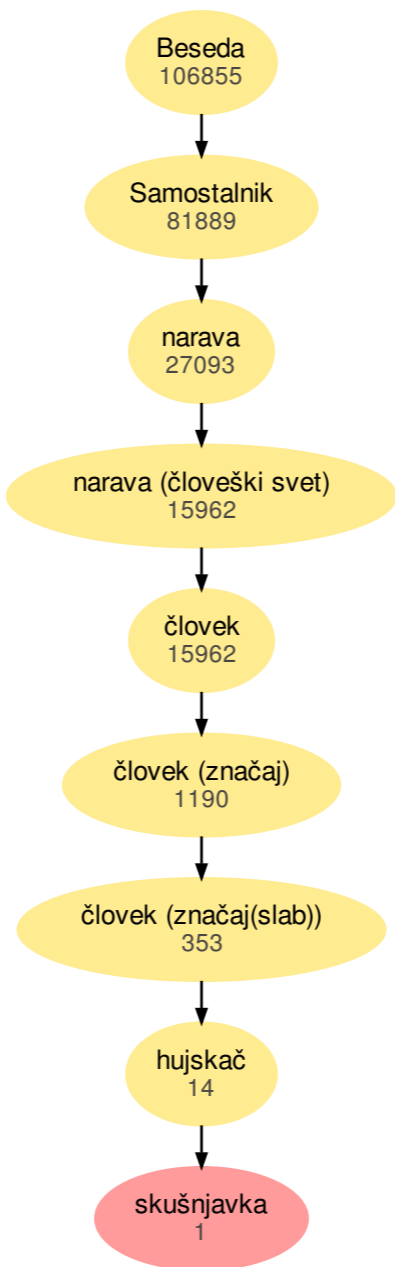 Beseda
106855
Samostalnik
81889
narava
27093
narava (človeški svet)
15962
človek
15962
človek (značaj)
1190
človek (značaj(slab))
353
hujskač
14
skušnjavka
1